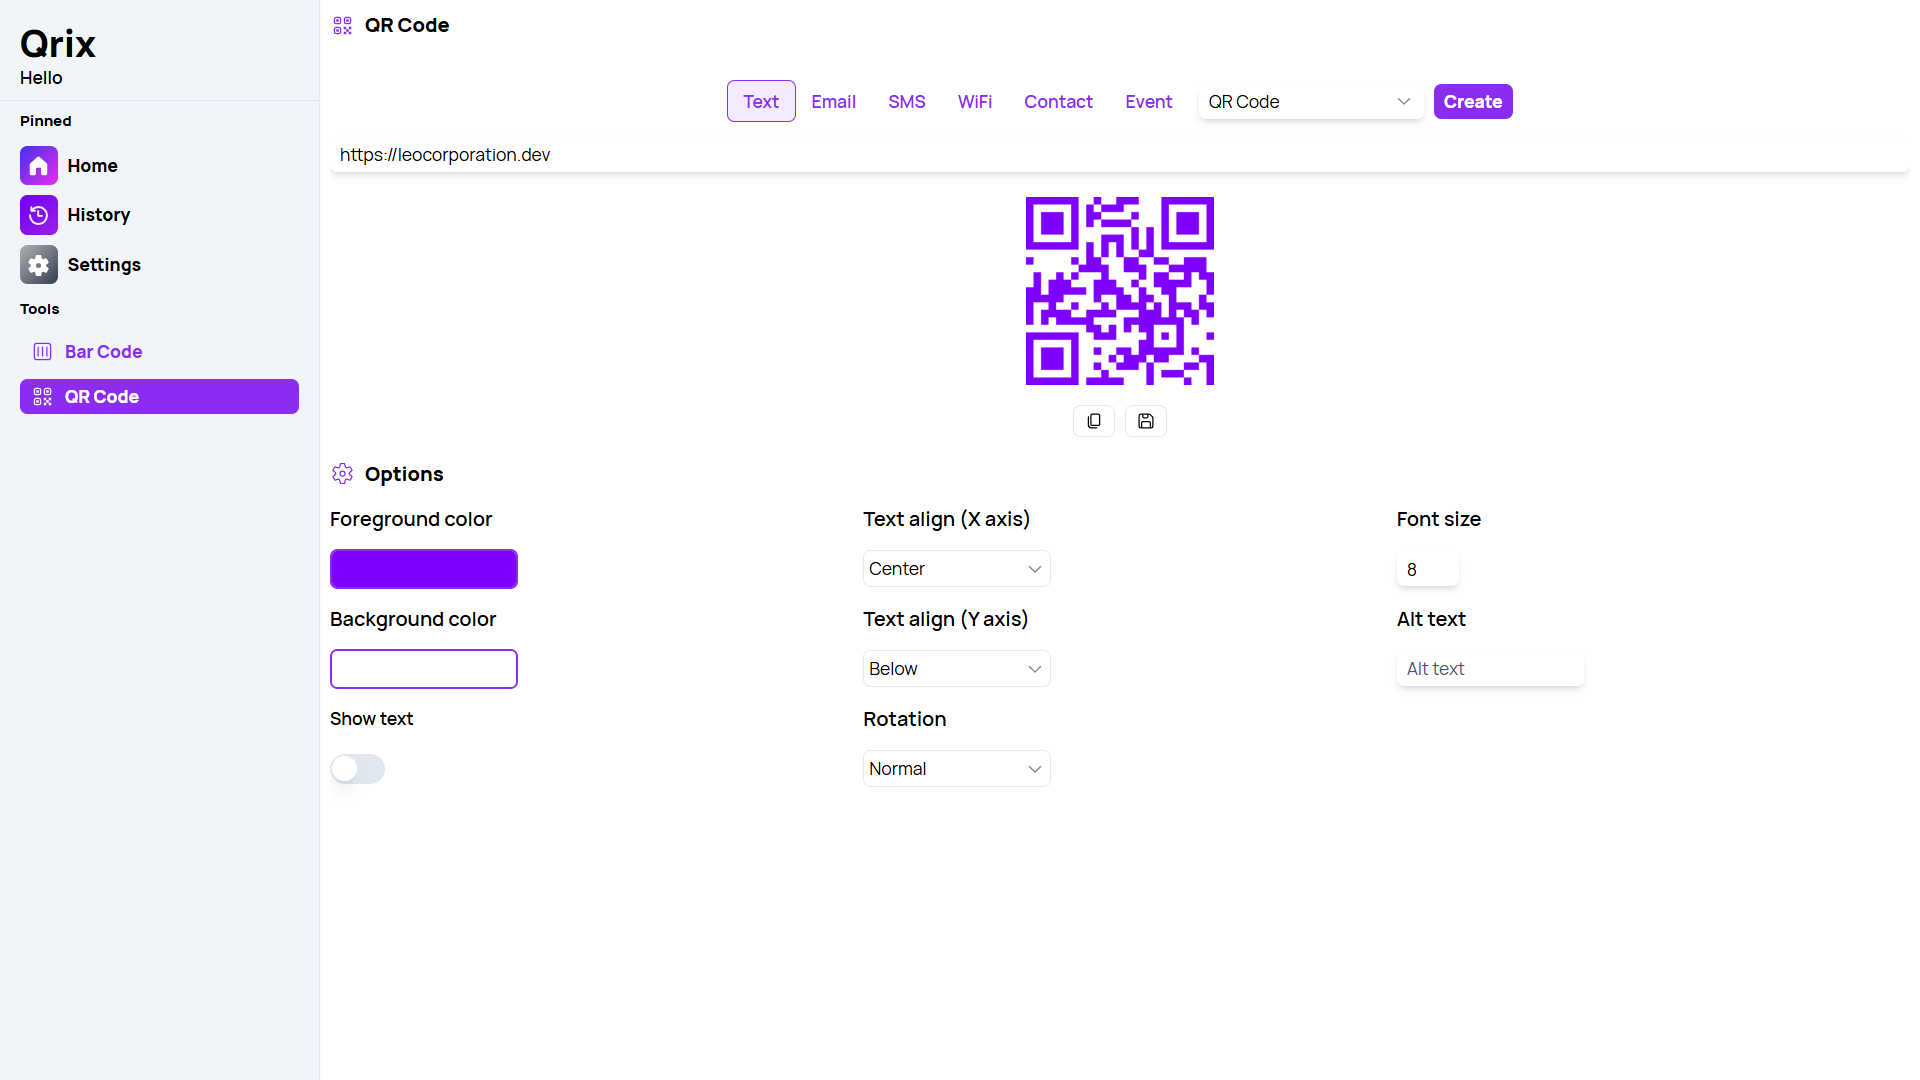 Qrix
Hello
Pinned
Home
History
Settings
Tools
Bar Code
QR Code
QR Code
Text Email SMS WiFi Contact Event QR Code Create
https://leocorporation.dev
Options
Foreground color
Text align (X axis)
Font size
Center
8
Background color
Text align (Y axis)
Alt text
Below
Alt text
Show text
Rotation
Normal